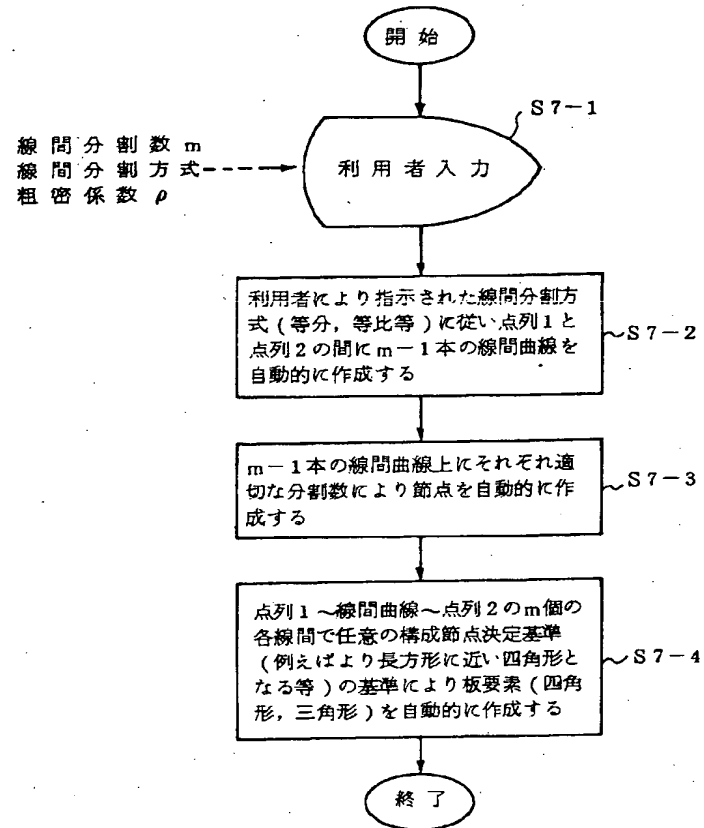 開始
S7-1
線間分割数 m
線間分割方式
粗密係数 ρ
利用者入力
利用者により指示された線間分割方
式(等分,等比等)に従い点列1と
点列2の間にm-1本の線間曲線を
自動的に作成する
S7-2
m-1本の線間曲線上にそれぞれ適
切な分割数により節点を自動的に作
成する
S7-3
点列1~線間曲線~点列2のm個の
各線間で任意の構成節点決定基準
(例えばより長方形に近い四角形と
なる等)の基準により板要素(四角
形,三角形)を自動的に作成する
S7-4
終了